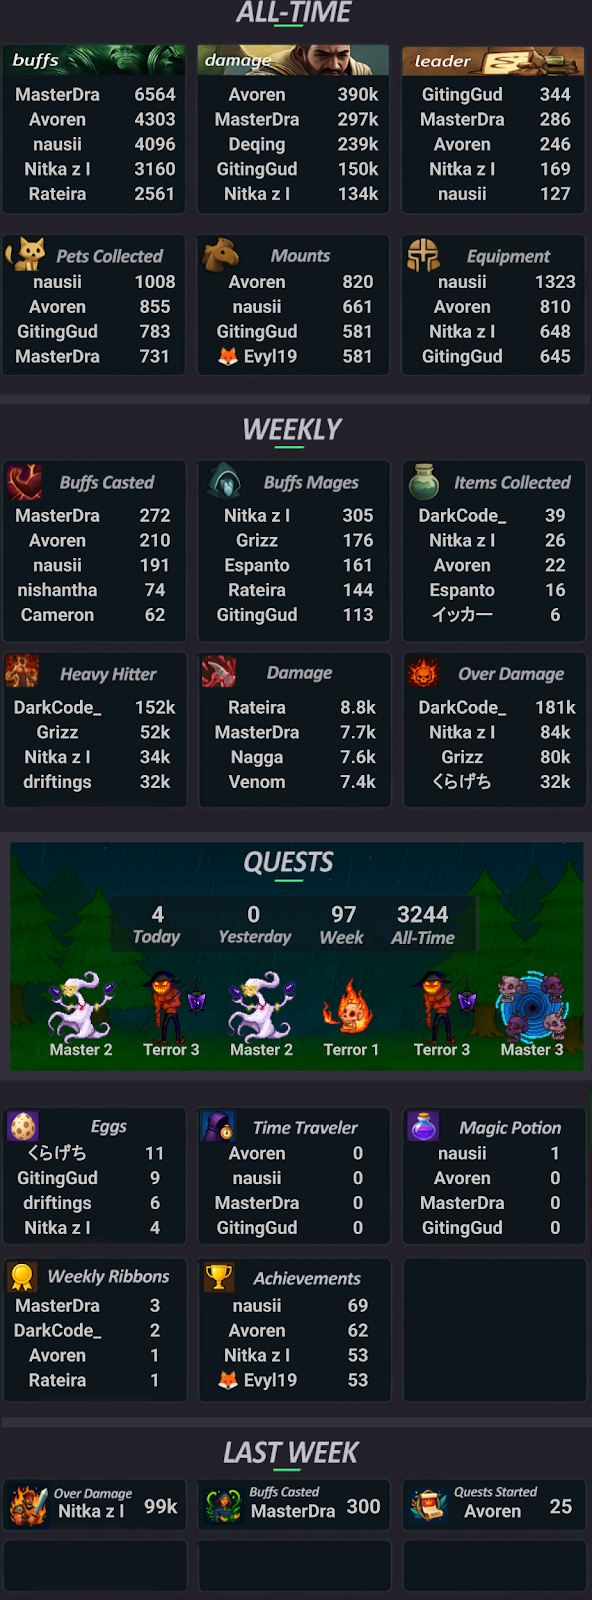 ALL-TIME
buffs
MasterDra 6564
Avoren 4303
nausii 4096
Nitka z l 3160
Rateira 2561
damage
Avoren 390k
MasterDra 297k
Deqing 239k
GitingGud 150k
Nitka z l 134k
leader
GitingGud 344
MasterDra 286
Avoren 246
Nitka z l 169
nausii 127
Pets Collected
nausii 1008
Avoren 855
GitingGud 783
MasterDra 731
Mounts
Avoren 820
nausii 661
GitingGud 581
🦊 Evyl19 581
Equipment
nausii 1323
Avoren 810
Nitka z l 648
GitingGud 645
WEEKLY
Buffs Casted
MasterDra 272
Avoren 210
nausii 191
nishantha 74
Cameron 62
Buffs Mages
Nitka z l 305
Grizz 176
Espanto 161
Rateira 144
GitingGud 113
Items Collected
DarkCode_ 39
Nitka z l 26
Avoren 22
Espanto 16
イッカー 6
Heavy Hitter
DarkCode_ 152k
Grizz 52k
Nitka z l 34k
driftings 32k
Damage
Rateira 8.8k
MasterDra 7.7k
Nagga 7.6k
Venom 7.4k
Over Damage
DarkCode_ 181k
Nitka z l 84k
Grizz 80k
くらげち 32k
QUESTS
4 0 97 3244
Today Yesterday Week All-Time
Master 2 Terror 3 Master 2 Terror 1 Terror 3 Master 3
Eggs
くらげち 11
GitingGud 9
driftings 6
Nitka z l 4
Time Traveler
Avoren 0
nausii 0
MasterDra 0
GitingGud 0
Magic Potion
nausii 1
Avoren 0
MasterDra 0
GitingGud 0
Weekly Ribbons
MasterDra 3
DarkCode_ 2
Avoren 1
Rateira 1
Achievements
nausii 69
Avoren 62
Nitka z l 53
🦊 Evyl19 53
LAST WEEK
Over Damage
Nitka z l 99k
Buffs Casted
MasterDra 300
Quests Started
Avoren 25